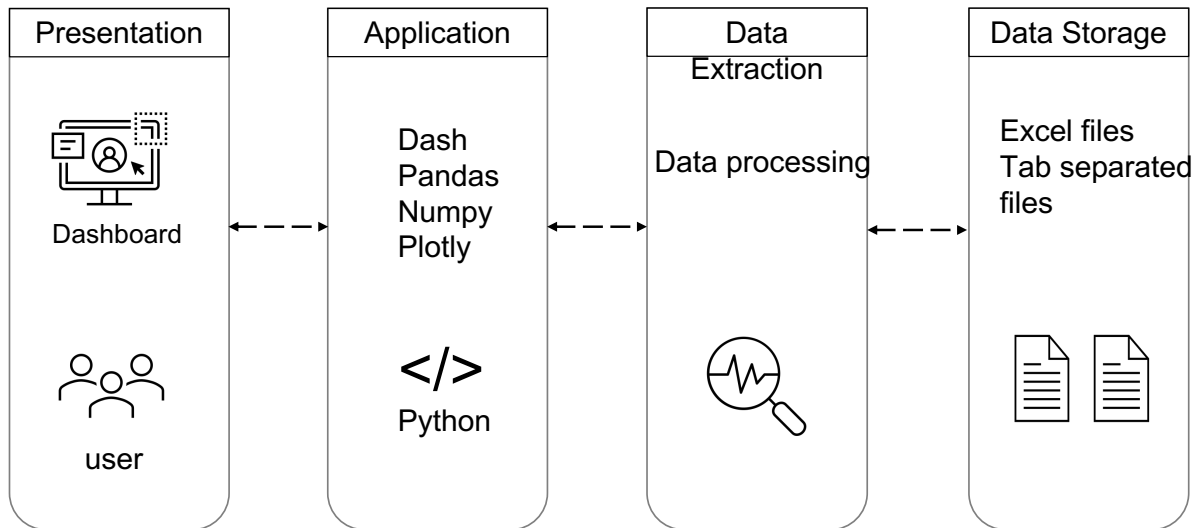 Presentation
Dashboard
user
Application
Dash
Pandas
Numpy
Plotly
</>
Python
Data
Extraction
Data processing
Data Storage
Excel files
Tab separated
files